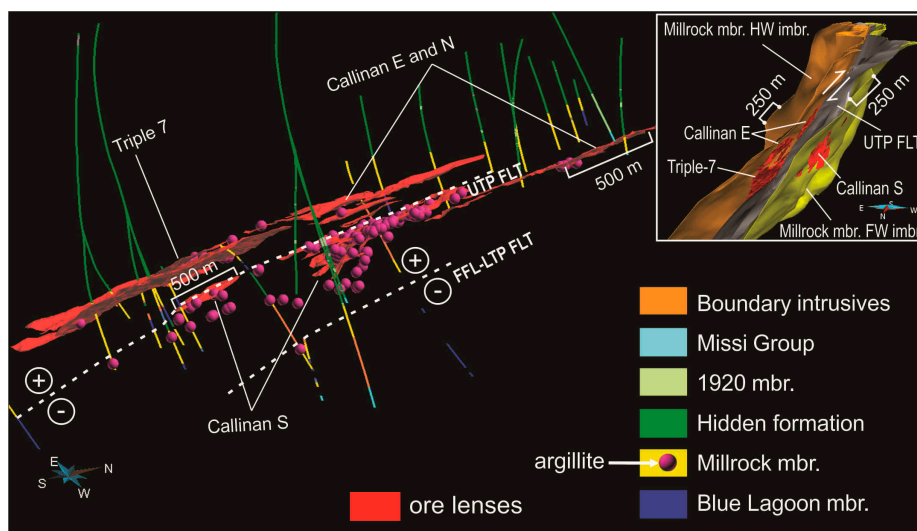 Callinan E and N
Triple 7
UTP FLT
500 m
500 m
FFL-LTP FLT
+
-
+
-
Callinan S
E
N
S
W
Millrock mbr. HW imbr.
250 m
250 m
Callinan E
UTP FLT
Triple-7
Callinan S
E
S
N
W
Millrock mbr. FW imbr.
Boundary intrusives
Missi Group
1920 mbr.
Hidden formation
argillite
Millrock mbr.
ore lenses
Blue Lagoon mbr.